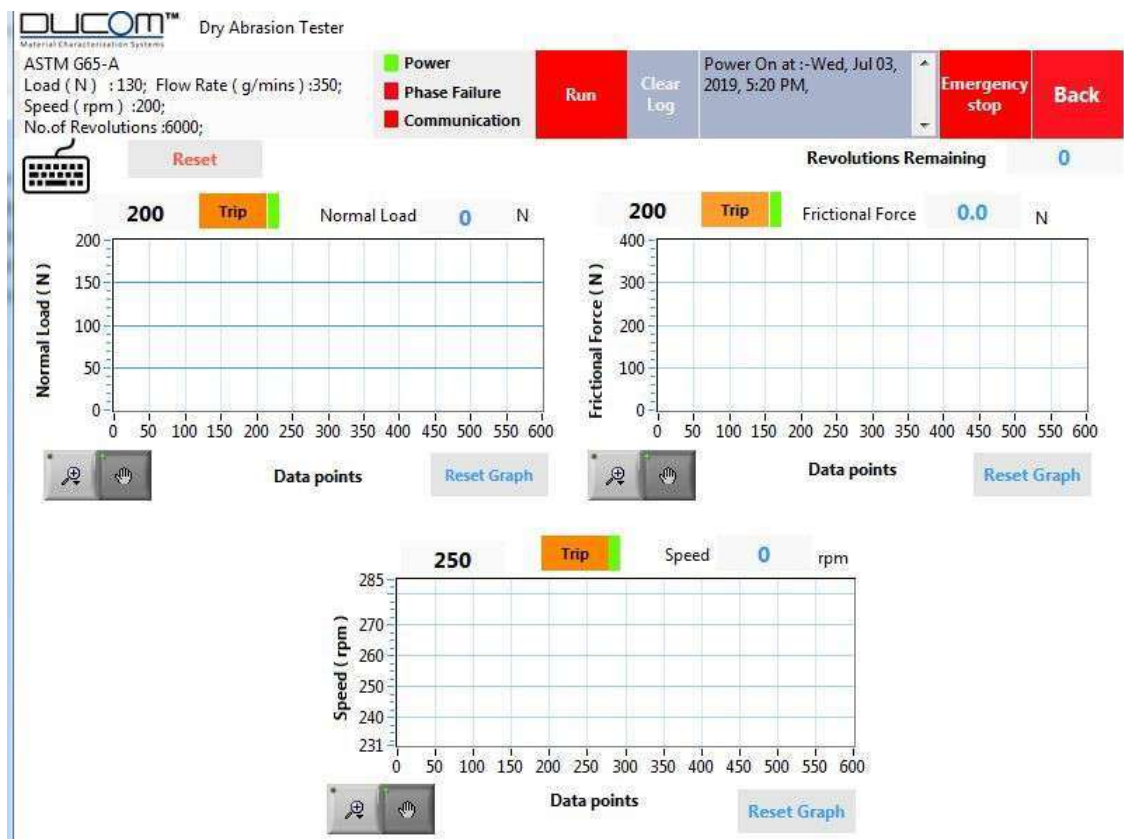 DUCOM™ Dry Abrasion Tester
Material Characterization Systems
ASTM G65-A
Load ( N ) : 130; Flow Rate ( g/mins ) :350;
Speed ( rpm ) :200;
No.of Revolutions :6000;
Power
Phase Failure
Communication
Run
Clear
Log
Power On at :-Wed, Jul 03,
2019, 5:20 PM,
Emergency
stop
Back
Reset
Revolutions Remaining 0
200 Trip Normal Load 0 N
Normal Load ( N )
200
150
100
50
0
0 50 100 150 200 250 300 350 400 450 500 550 600
Data points
Reset Graph
200 Trip Frictional Force 0.0 N
Frictional Force ( N )
400
300
200
100
0
0 50 100 150 200 250 300 350 400 450 500 550 600
Data points
Reset Graph
250 Trip Speed 0 rpm
Speed ( rpm )
285
270
260
250
240
231
0 50 100 150 200 250 300 350 400 450 500 550 600
Data points
Reset Graph